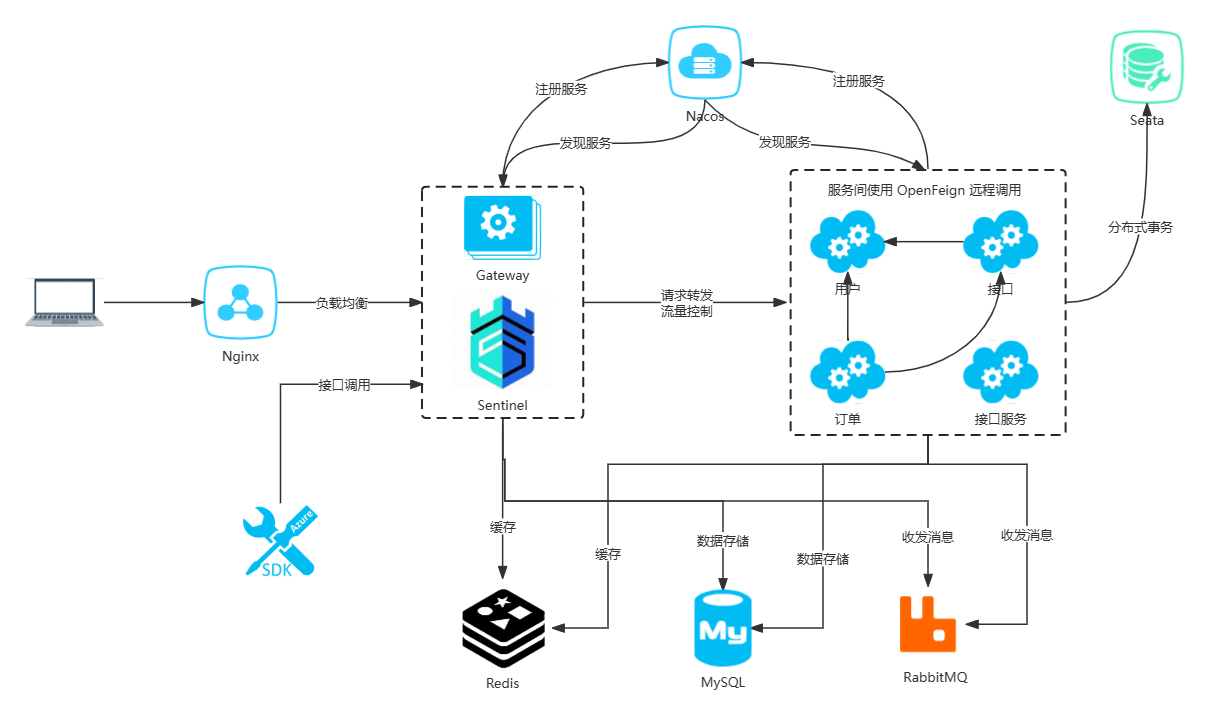 注册服务
注册服务
Nacos
Seata
发现服务
发现服务
服务间使用 OpenFeign 远程调用
分布式事务
Gateway
用户
接口
负载均衡
请求转发
流量控制
Nginx
接口调用
Sentinel
订单
接口服务
Azure
SDK
缓存
缓存
数据存储
数据存储
收发消息
收发消息
My
Redis
MySQL
RabbitMQ